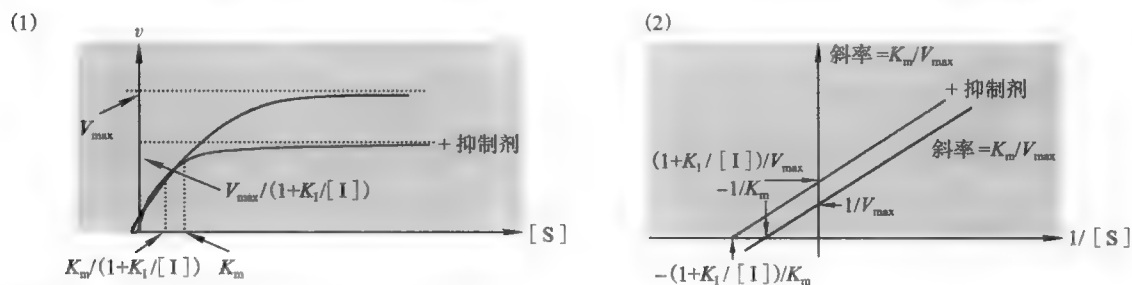 (1)
v
V_max
+ 抑制剂
V_max/(1+K_I/[I])
[S]
K_m/(1+K_I/[I]) K_m
(2)
斜率=K_m/V_max
+ 抑制剂
斜率=K_m/V_max
(1+K_I/[I])/V_max
-1/K_m
1/V_max
1/[S]
-(1+K_I/[I])/K_m